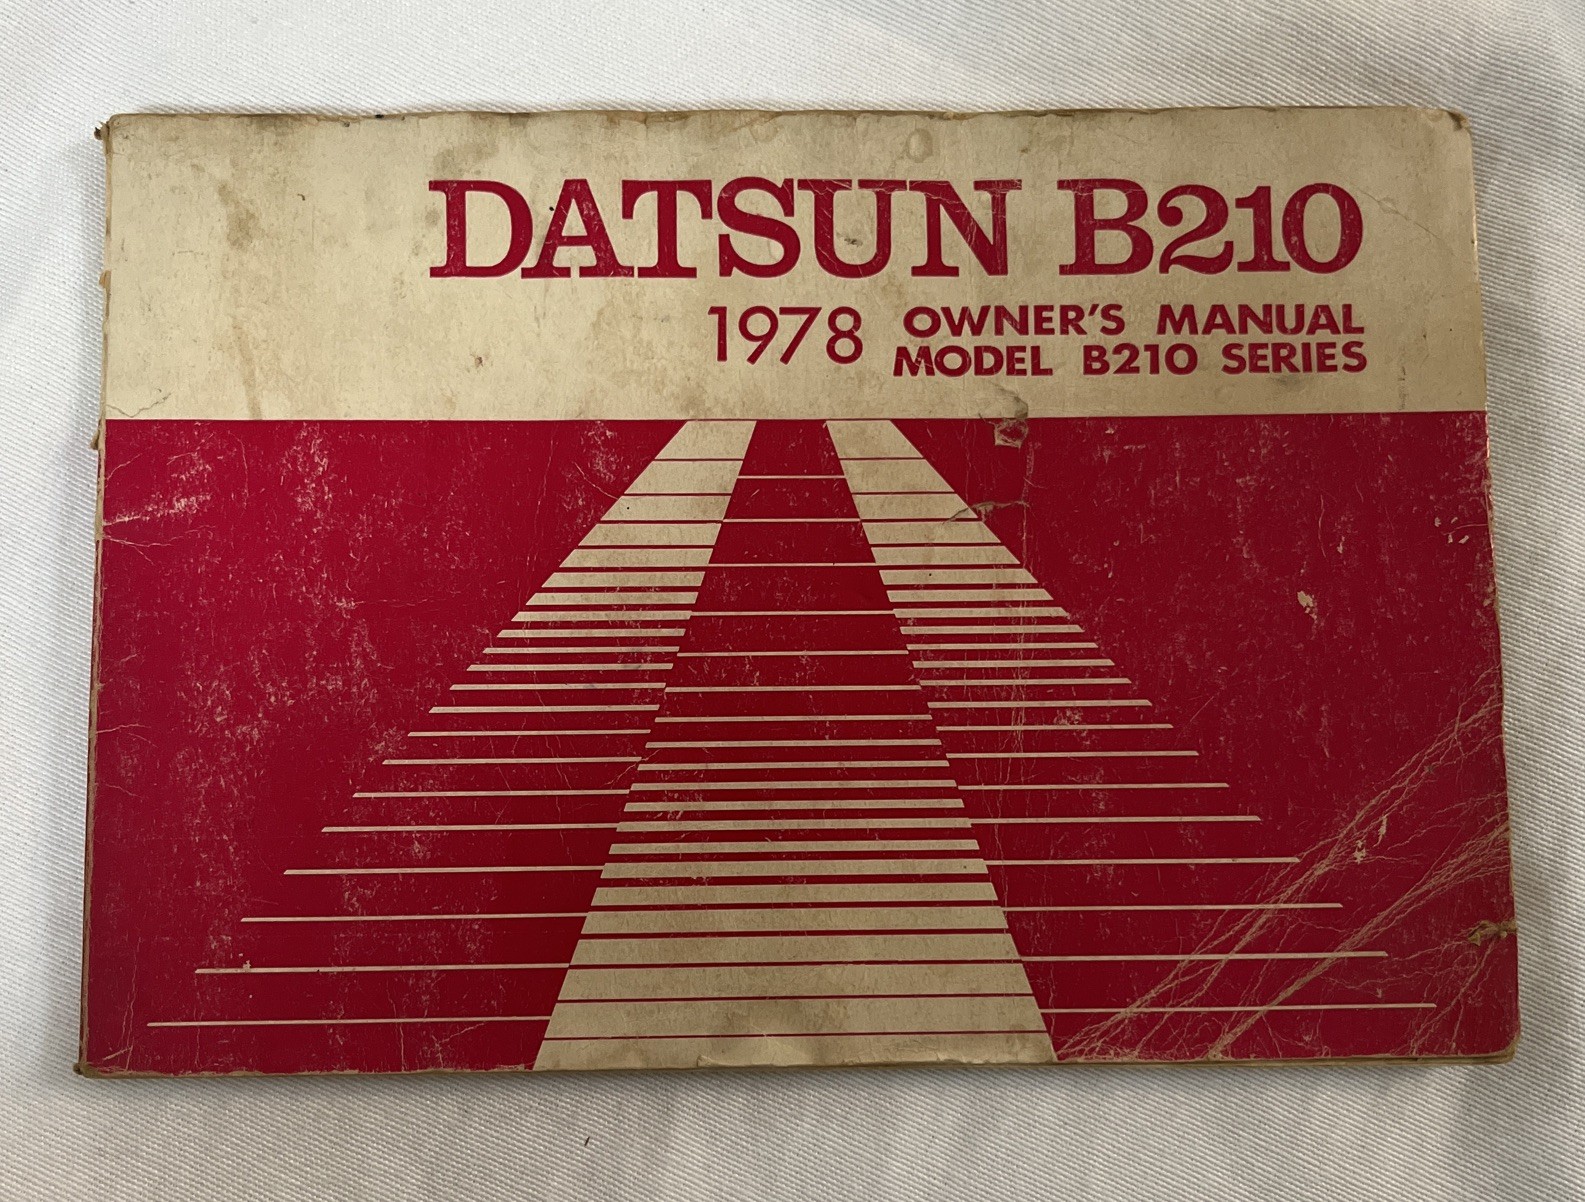 DATSUN B210
1978 OWNER'S MANUAL
MODEL B210 SERIES